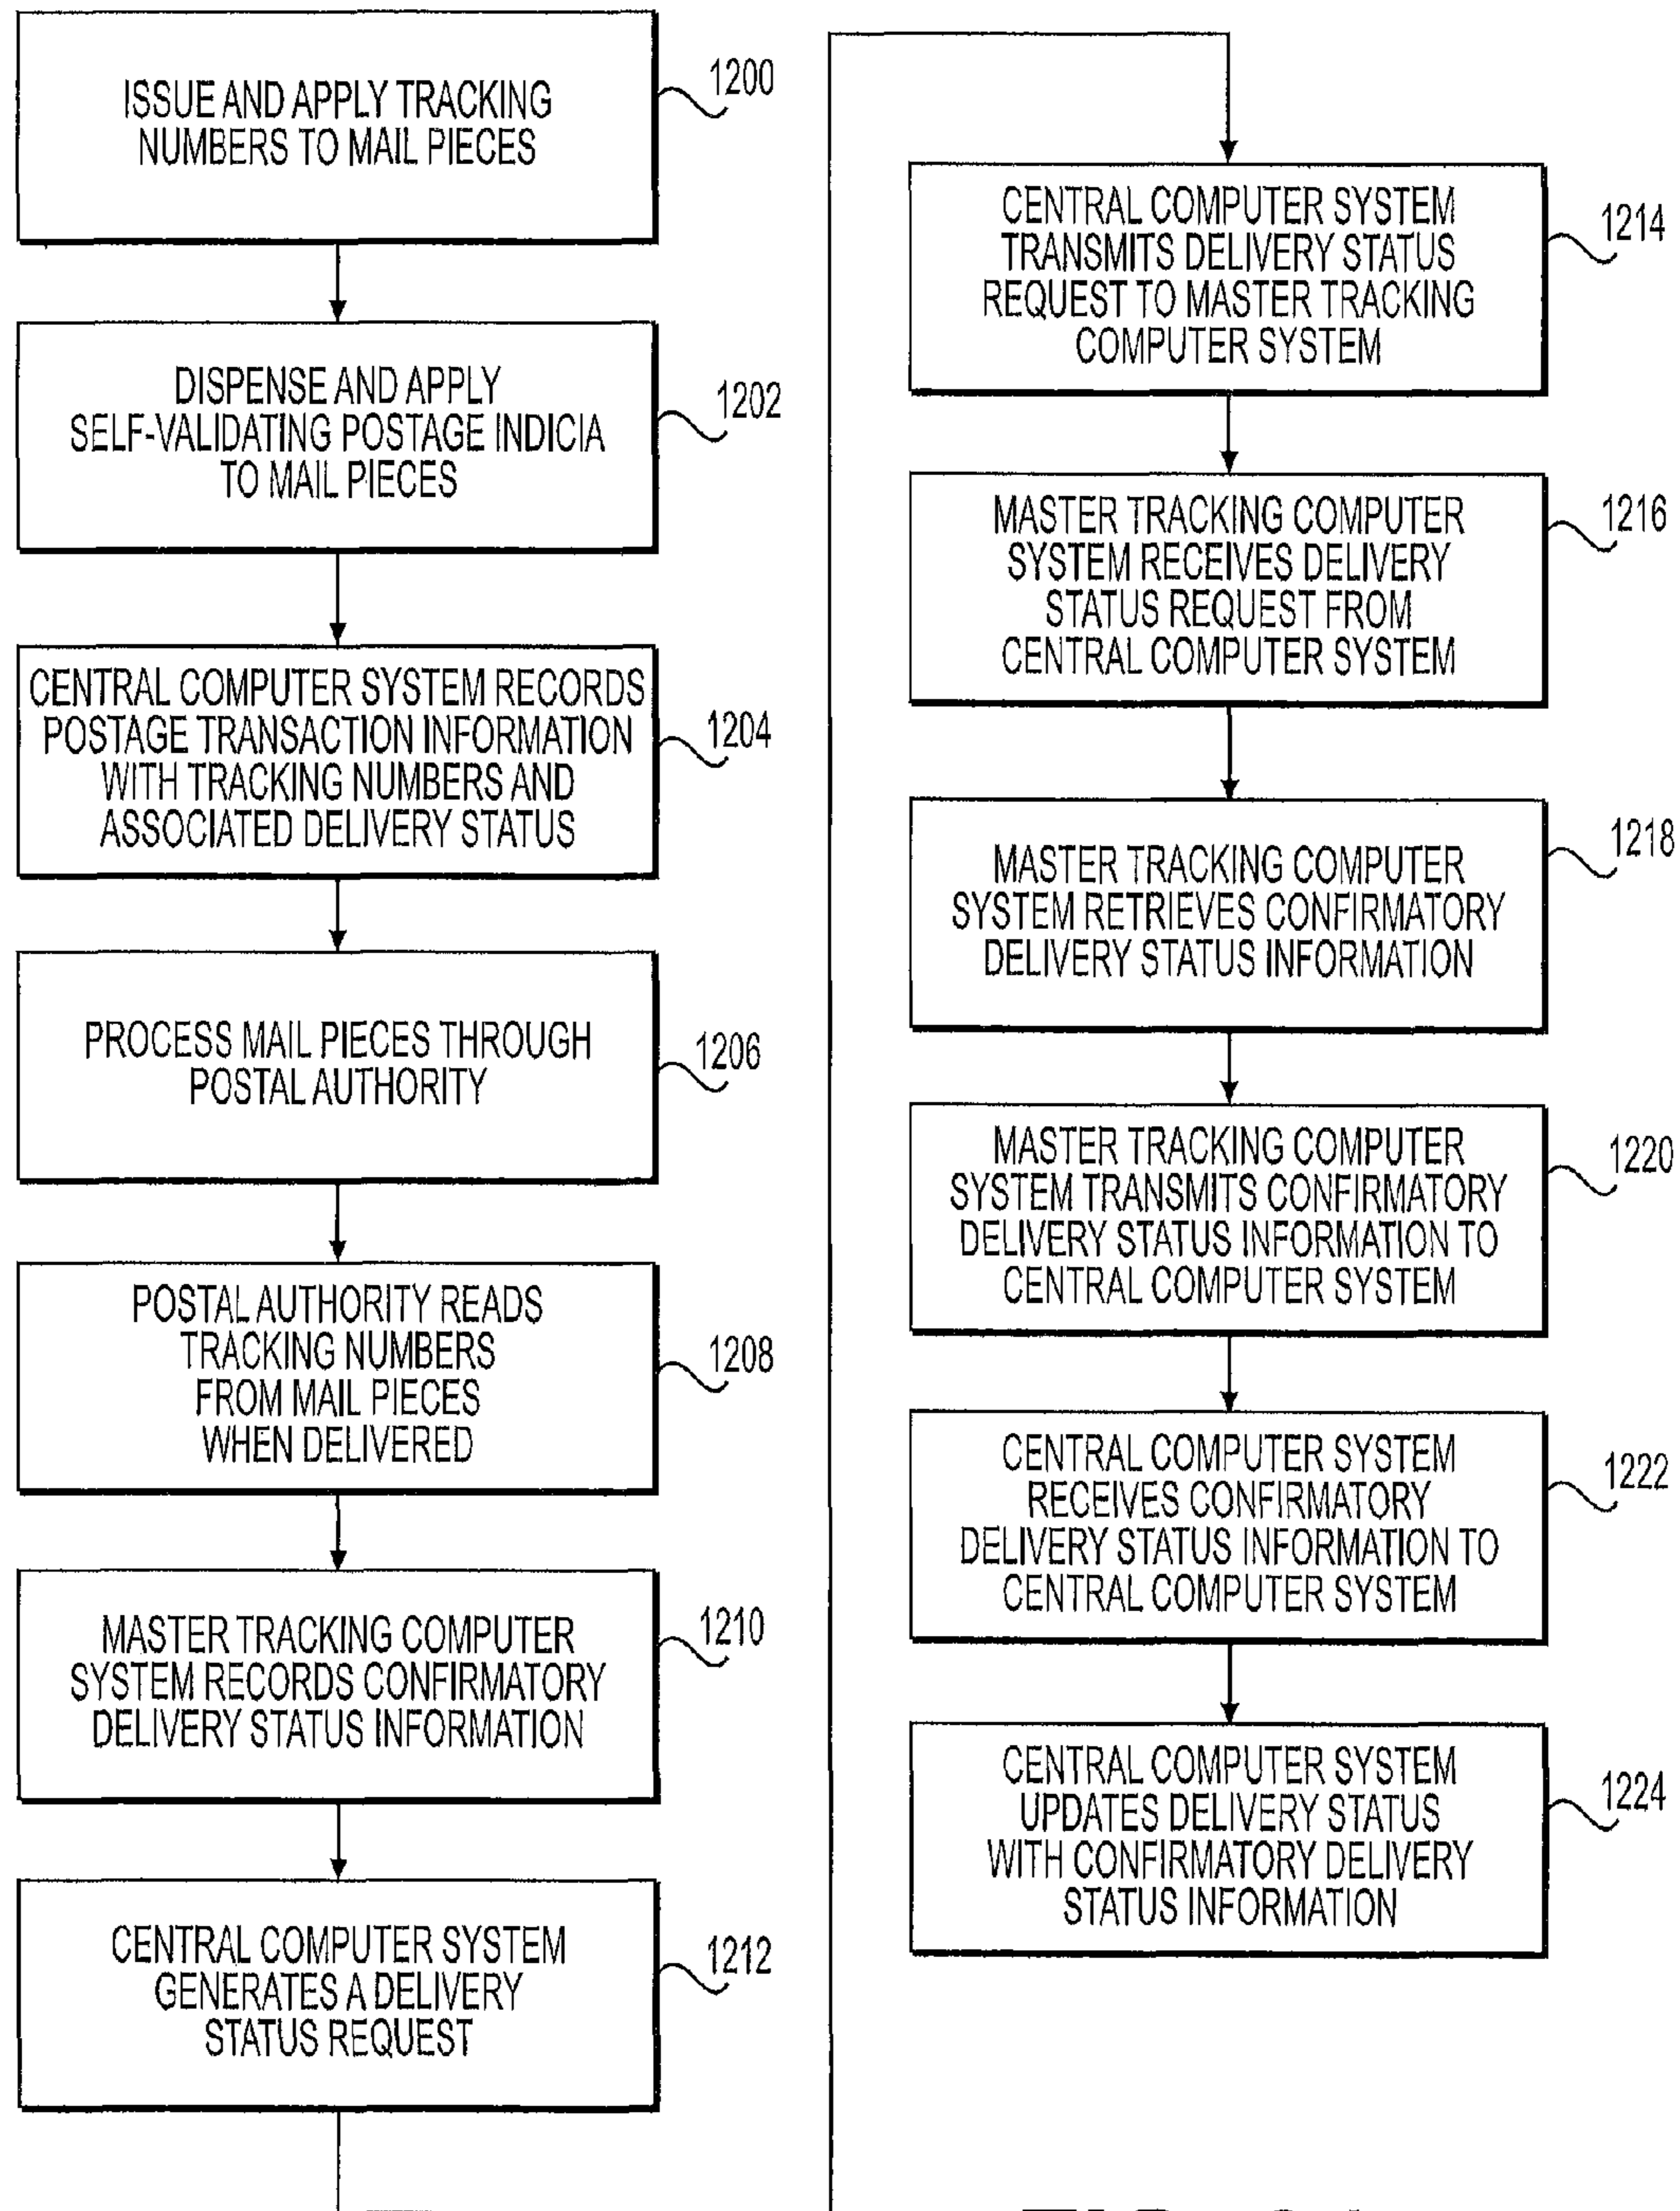 ISSUE AND APPLY TRACKING
NUMBERS TO MAIL PIECES
1200
DISPENSE AND APPLY
SELF-VALIDATING POSTAGE INDICIA
TO MAIL PIECES
1202
CENTRAL COMPUTER SYSTEM RECORDS
POSTAGE TRANSACTION INFORMATION
WITH TRACKING NUMBERS AND
ASSOCIATED DELIVERY STATUS
1204
PROCESS MAIL PIECES THROUGH
POSTAL AUTHORITY
1206
POSTAL AUTHORITY READS
TRACKING NUMBERS
FROM MAIL PIECES
WHEN DELIVERED
1208
MASTER TRACKING COMPUTER
SYSTEM RECORDS CONFIRMATORY
DELIVERY STATUS INFORMATION
1210
CENTRAL COMPUTER SYSTEM
GENERATES A DELIVERY
STATUS REQUEST
1212
CENTRAL COMPUTER SYSTEM
TRANSMITS DELIVERY STATUS
REQUEST TO MASTER TRACKING
COMPUTER SYSTEM
1214
MASTER TRACKING COMPUTER
SYSTEM RECEIVES DELIVERY
STATUS REQUEST FROM
CENTRAL COMPUTER SYSTEM
1216
MASTER TRACKING COMPUTER
SYSTEM RETRIEVES CONFIRMATORY
DELIVERY STATUS INFORMATION
1218
MASTER TRACKING COMPUTER
SYSTEM TRANSMITS CONFIRMATORY
DELIVERY STATUS INFORMATION TO
CENTRAL COMPUTER SYSTEM
1220
CENTRAL COMPUTER SYSTEM
RECEIVES CONFIRMATORY
DELIVERY STATUS INFORMATION TO
CENTRAL COMPUTER SYSTEM
1222
CENTRAL COMPUTER SYSTEM
UPDATES DELIVERY STATUS
WITH CONFIRMATORY DELIVERY
STATUS INFORMATION
1224